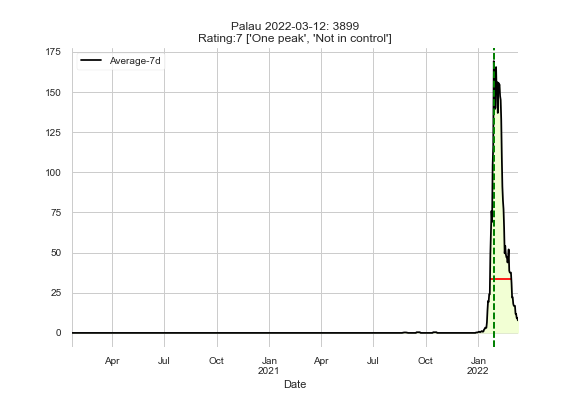 Palau 2022-03-12: 3899
Rating:7 ['One peak', 'Not in control']
Average-7d
175
150
125
100
75
50
25
0
Apr Jul Oct Jan Apr Jul Oct Jan
2021 2022
Date